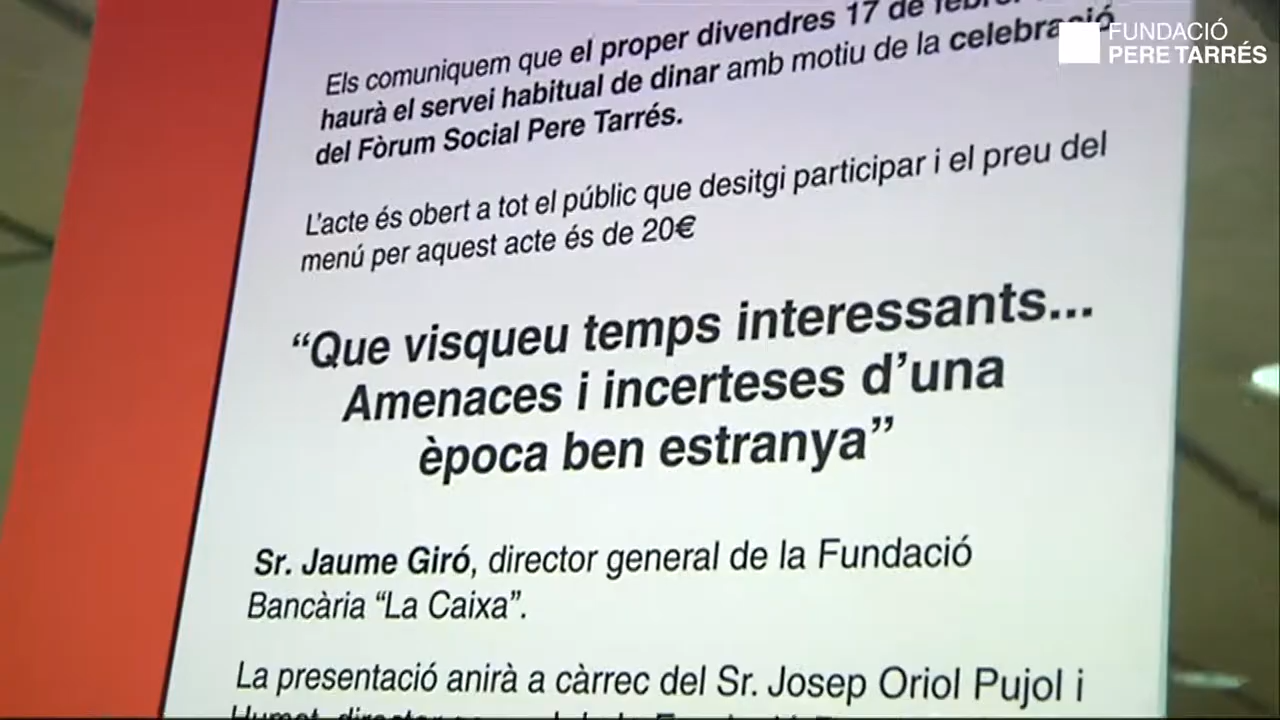 FUNDACIÓ
PERE TARRÉS
Els comuniquem que el proper divendres 17 de
haurà el servei habitual de dinar amb motiu de la celebració
del Fòrum Social Pere Tarrés.
L'acte és obert a tot el públic que desitgi participar i el preu del
menú per aquest acte és de 20€
“Que visqueu temps interessants...
Amenaces i incerteses d’una
època ben estranya”
Sr. Jaume Giró, director general de la Fundació
Bancària “La Caixa”.
La presentació anirà a càrrec del Sr. Josep Oriol Pujol i